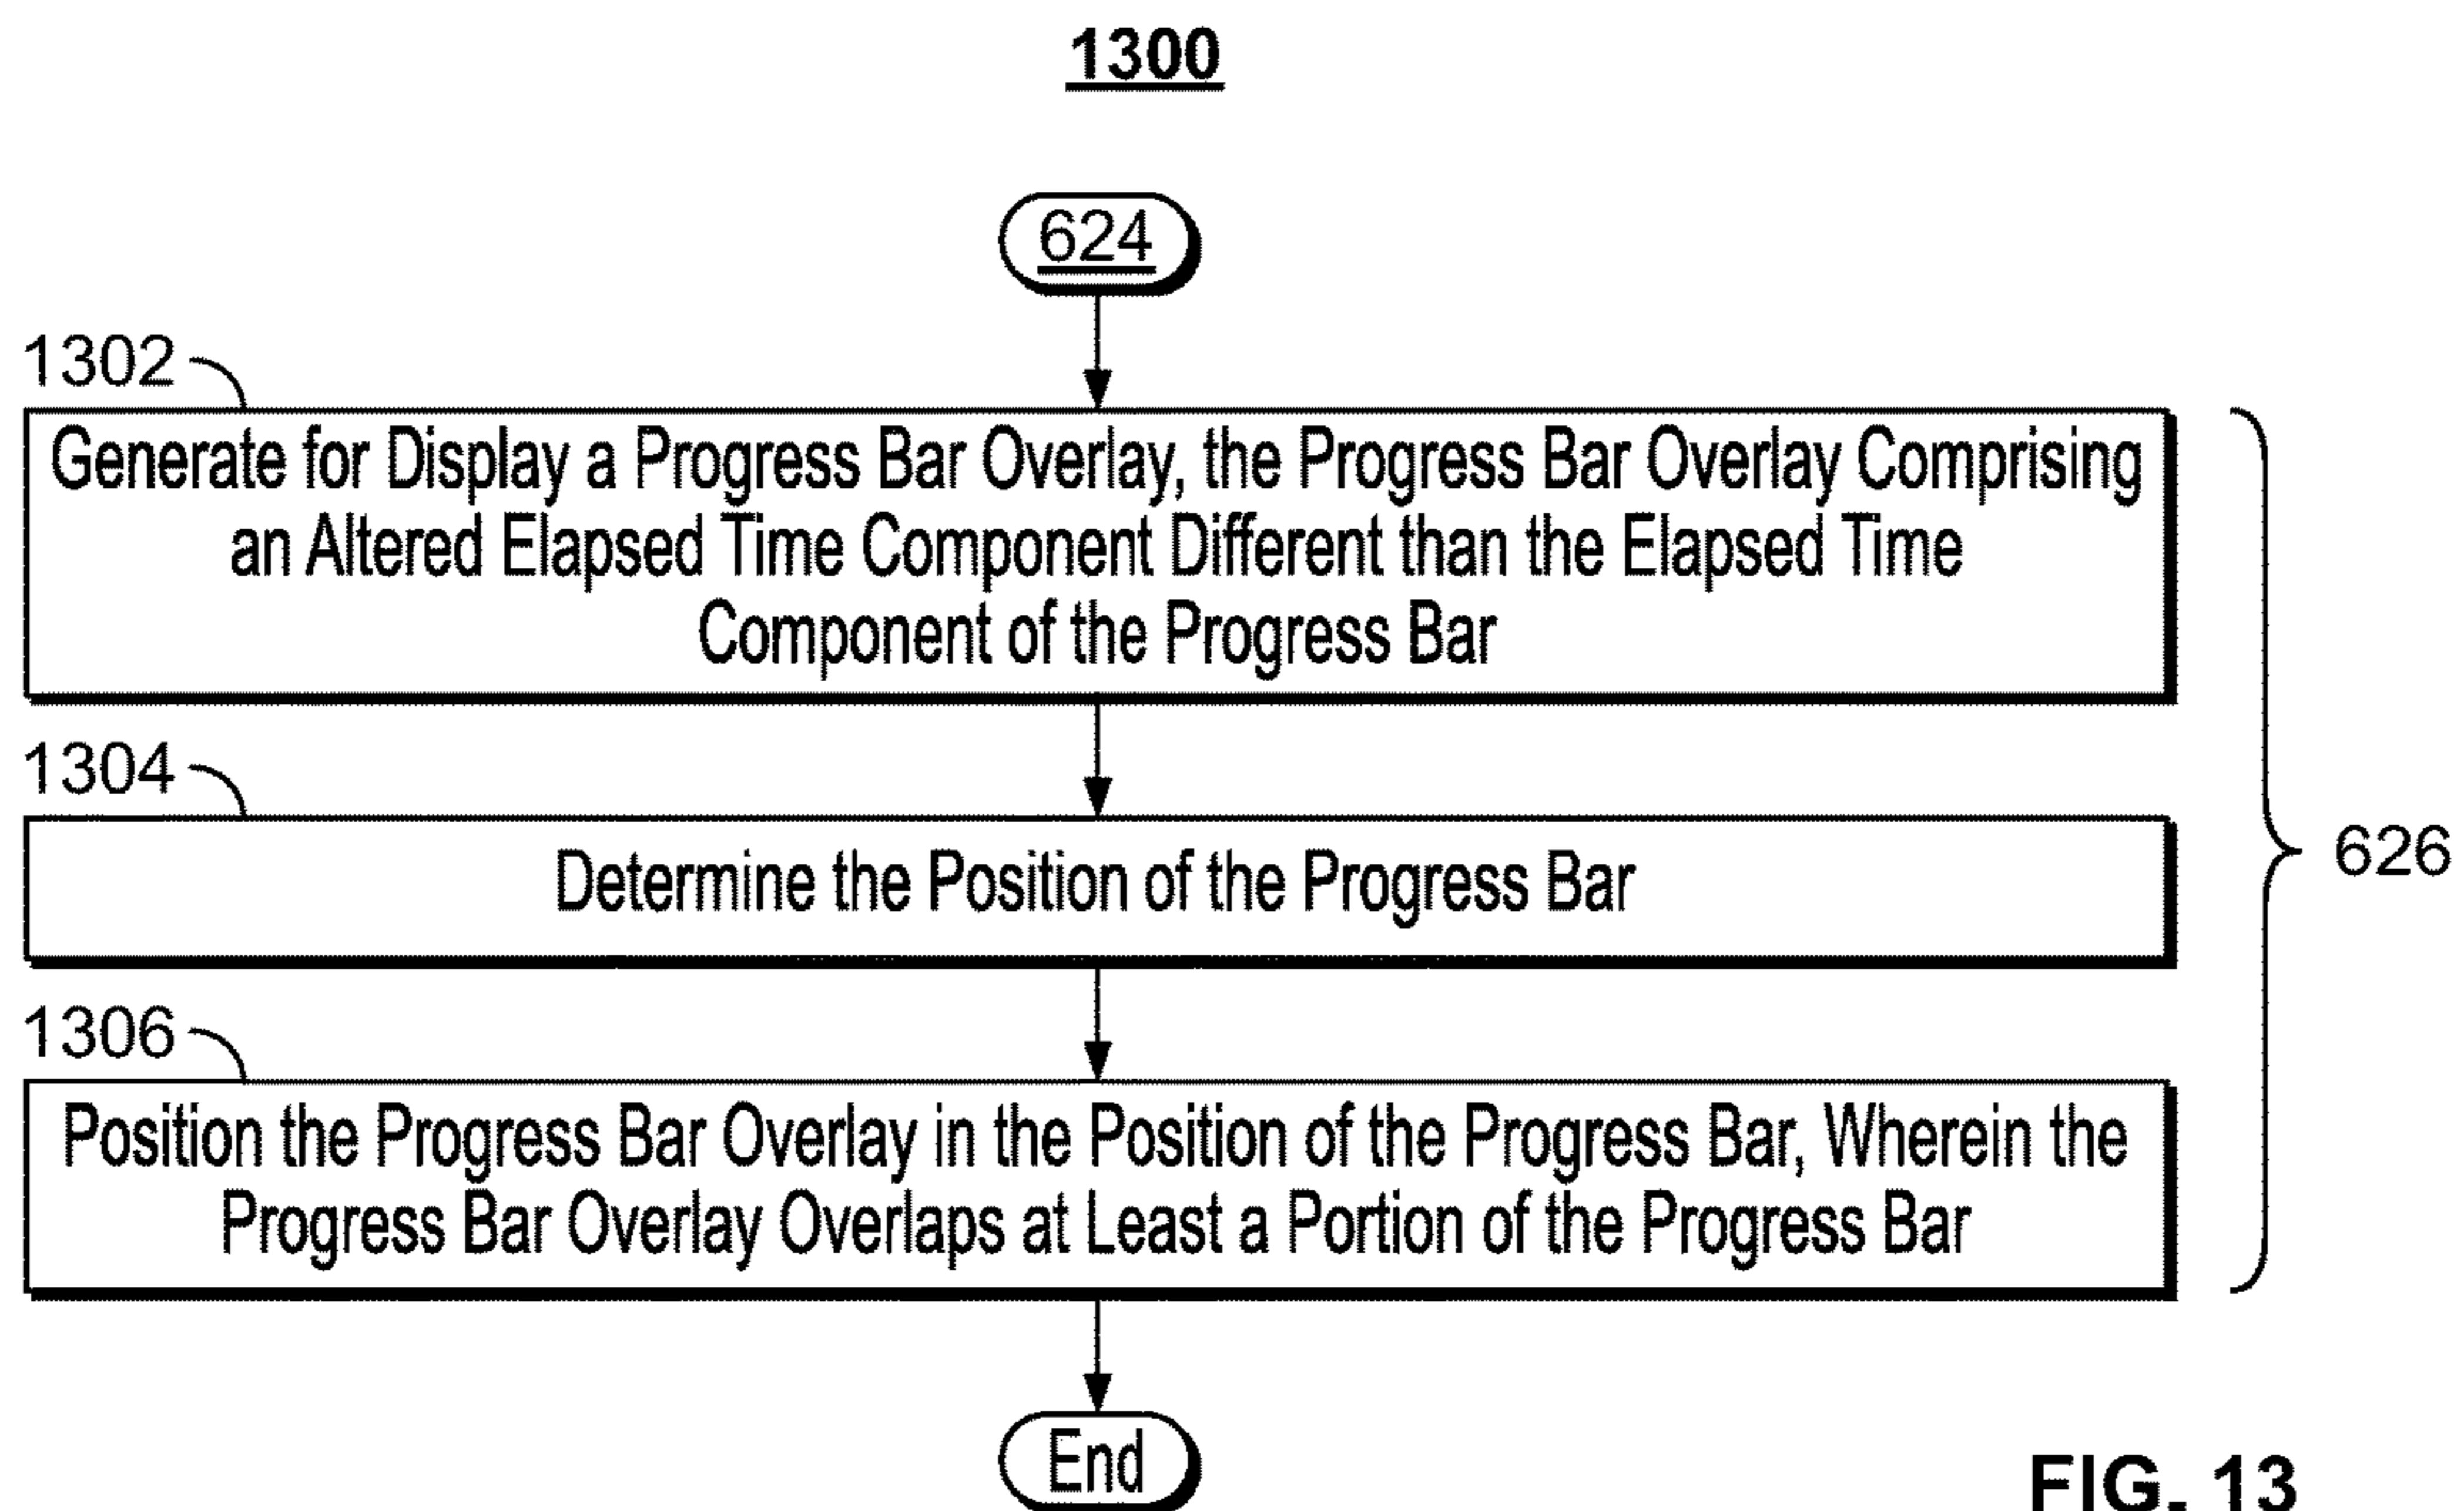 1300
624
1302
Generate for Display a Progress Bar Overlay, the Progress Bar Overlay Comprising
an Altered Elapsed Time Component Different than the Elapsed Time
Component of the Progress Bar
1304
Determine the Position of the Progress Bar
626
1306
Position the Progress Bar Overlay in the Position of the Progress Bar, Wherein the
Progress Bar Overlay Overlaps at Least a Portion of the Progress Bar
End
FIG. 13